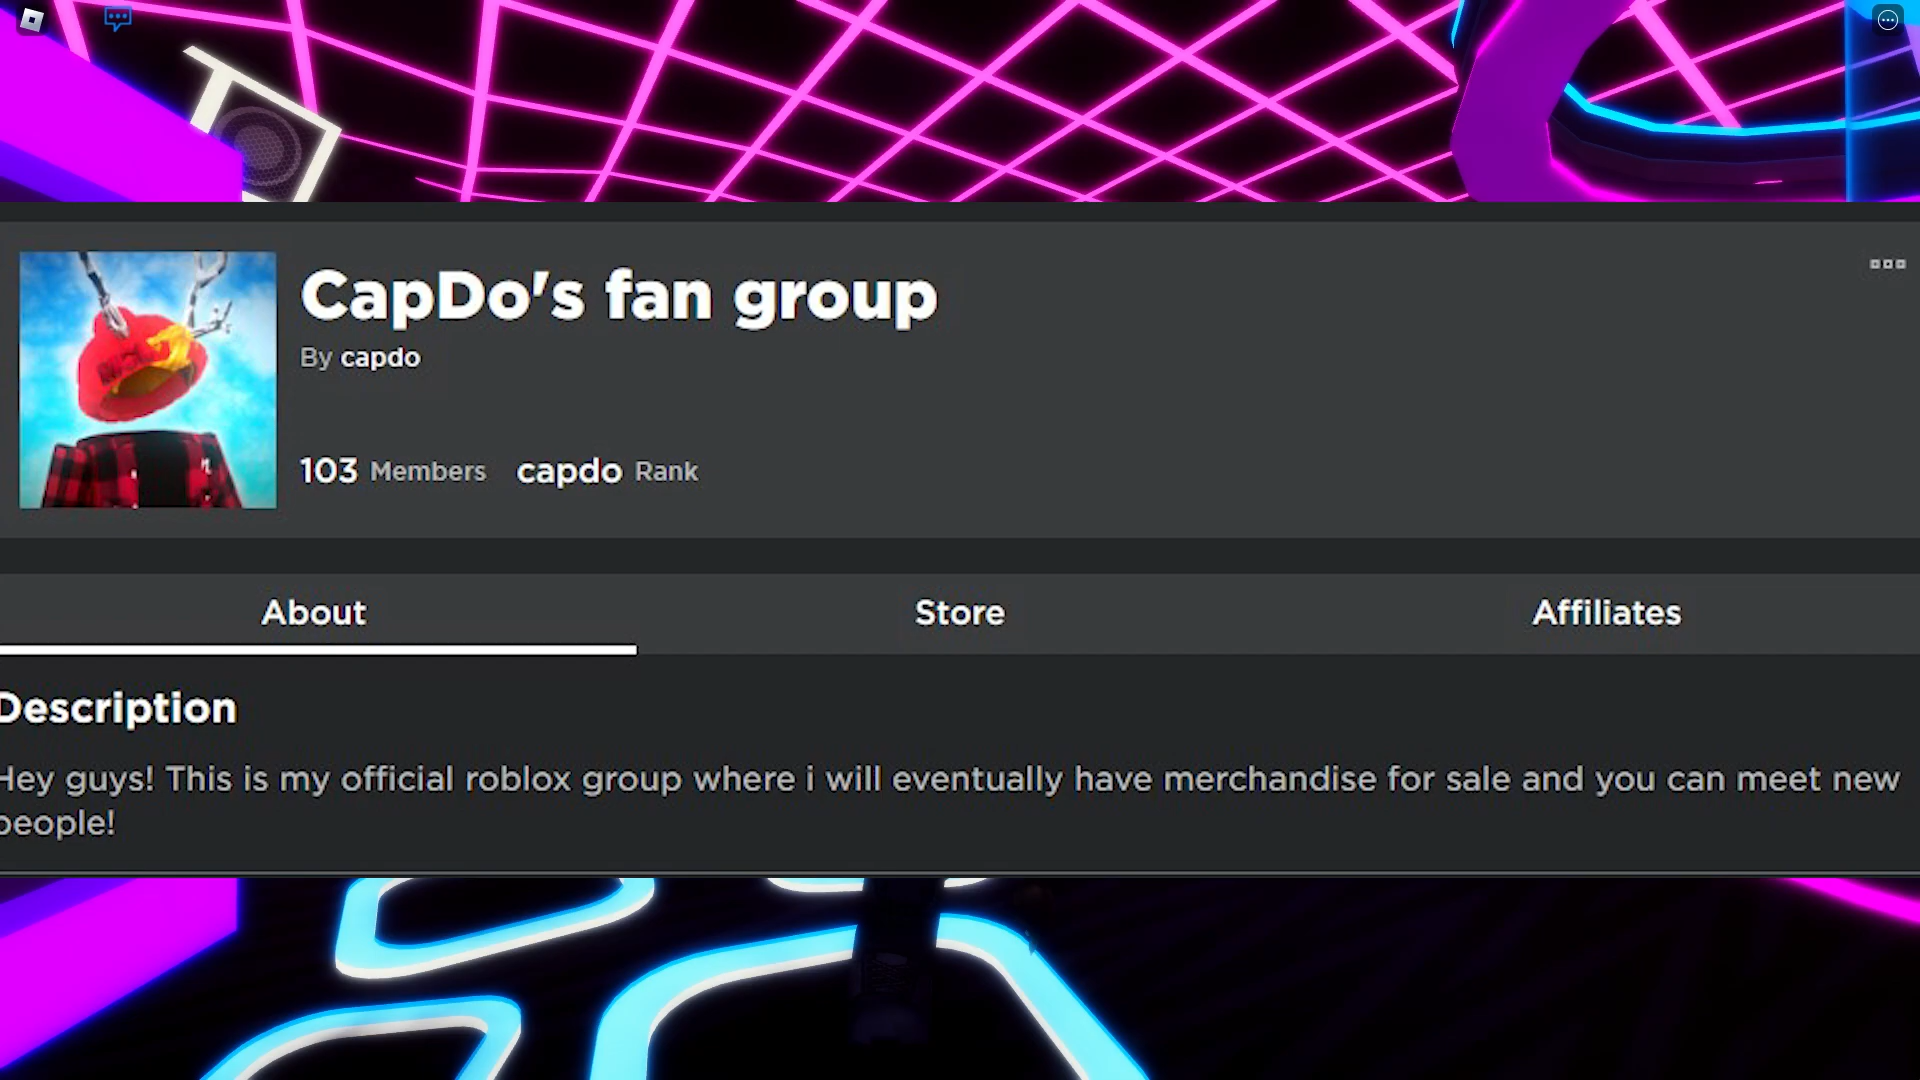 CapDo's fan group
By capdo
103 Members capdo Rank
About Store Affiliates
Description
Hey guys! This is my official roblox group where i will eventually have merchandise for sale and you can meet new
people!